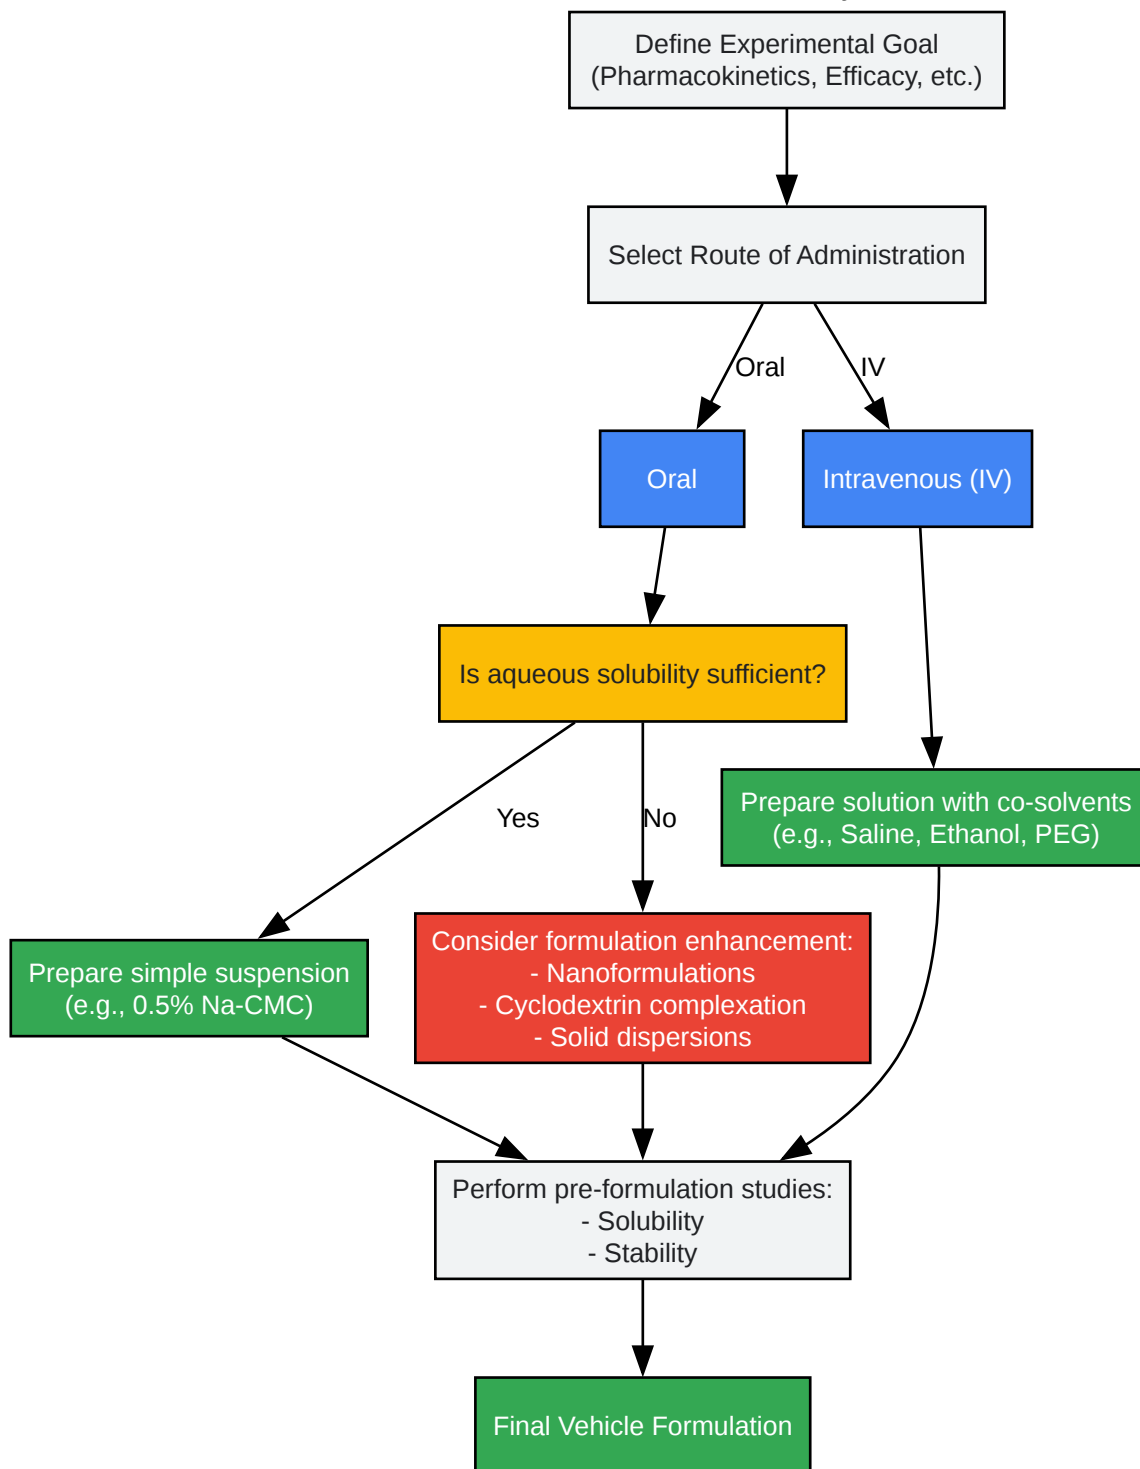 Define Experimental Goal
(Pharmacokinetics, Efficacy, etc.)
Select Route of Administration
Oral
IV
Oral
Intravenous (IV)
Is aqueous solubility sufficient?
Yes
No
Prepare solution with co-solvents
(e.g., Saline, Ethanol, PEG)
Prepare simple suspension
(e.g., 0.5% Na-CMC)
Consider formulation enhancement:
- Nanoformulations
- Cyclodextrin complexation
- Solid dispersions
Perform pre-formulation studies:
- Solubility
- Stability
Final Vehicle Formulation